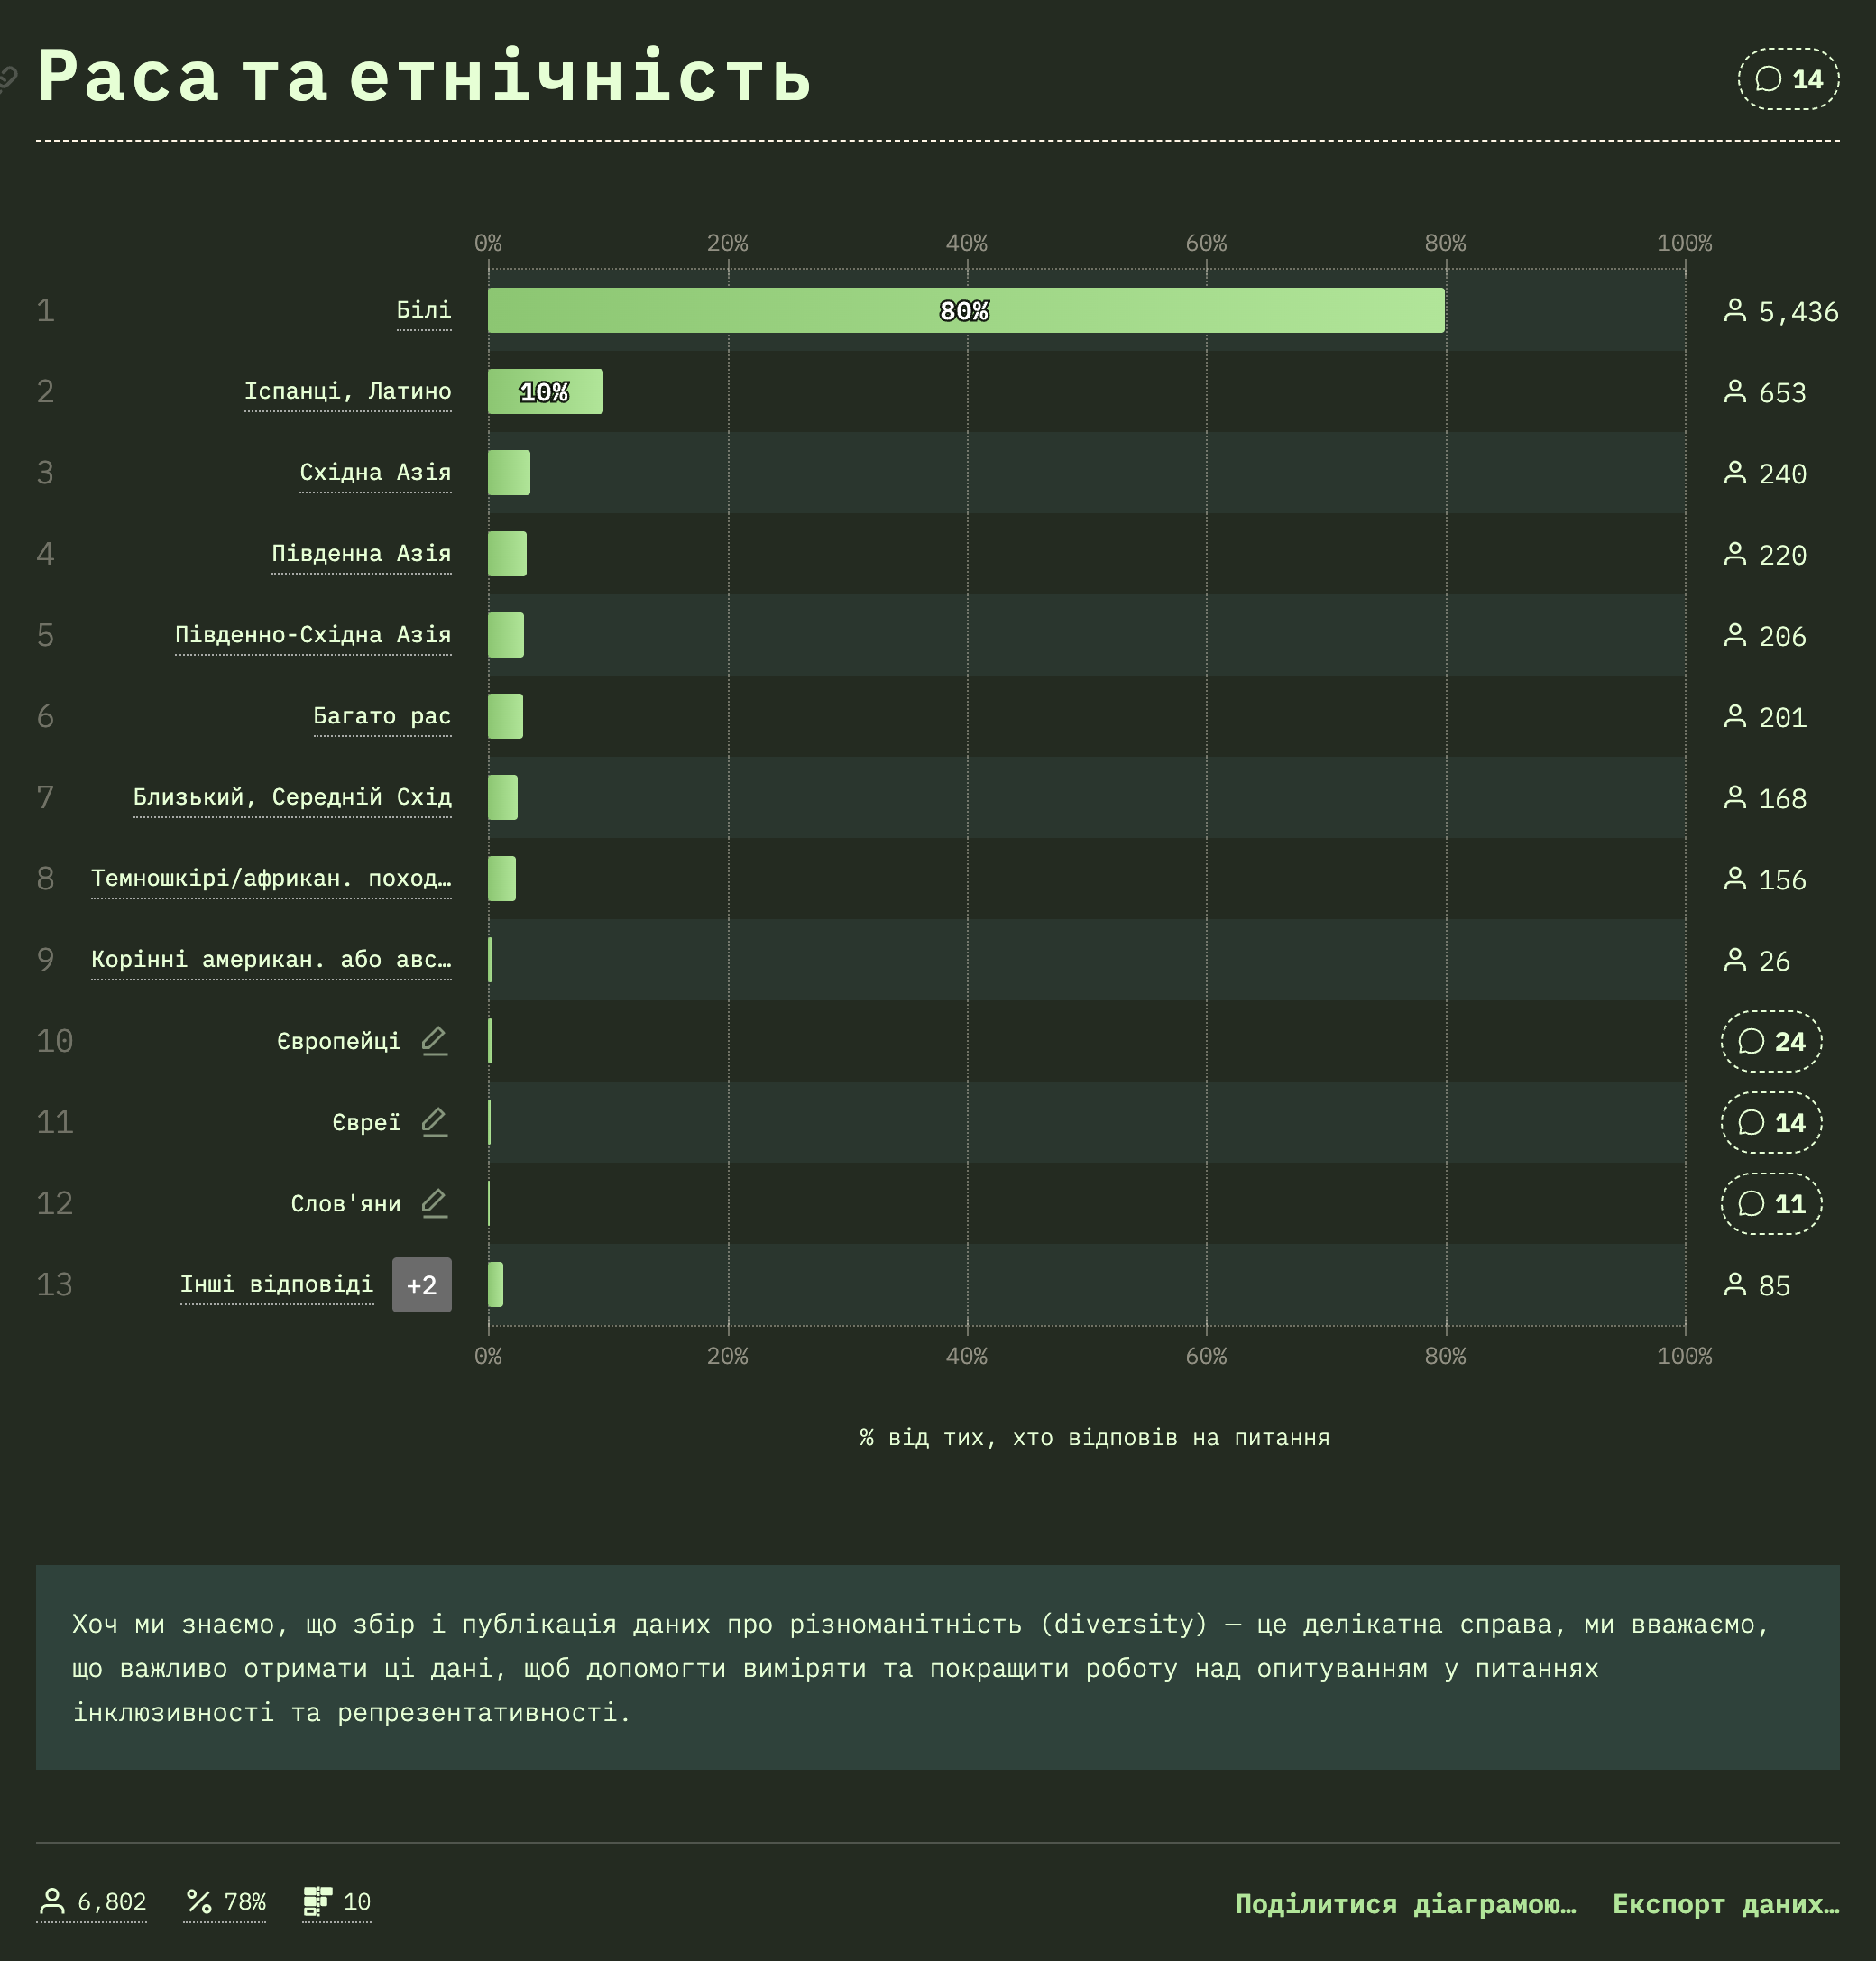 Раса та етнічність
14
0% 20% 40% 60% 80% 100%
1 Білі 80% 5,436
2 Іспанці, Латино 10% 653
3 Східна Азія 240
4 Південна Азія 220
5 Південно-Східна Азія 206
6 Багато рас 201
7 Близький, Середній Схід 168
8 Темношкірі/африкан. поход… 156
9 Корінні американ. або авс… 26
10 Європейці 24
11 Євреї 14
12 Слов'яни 11
13 Інші відповіді +2 85
0% 20% 40% 60% 80% 100%
% від тих, хто відповів на питання
Хоч ми знаємо, що збір і публікація даних про різноманітність (diversity) — це делікатна справа, ми вважаємо,
що важливо отримати ці дані, щоб допомогти виміряти та покращити роботу над опитуванням у питаннях
інклюзивності та репрезентативності.
6,802 78% 10 Поділитися діаграмою… Експорт даних…